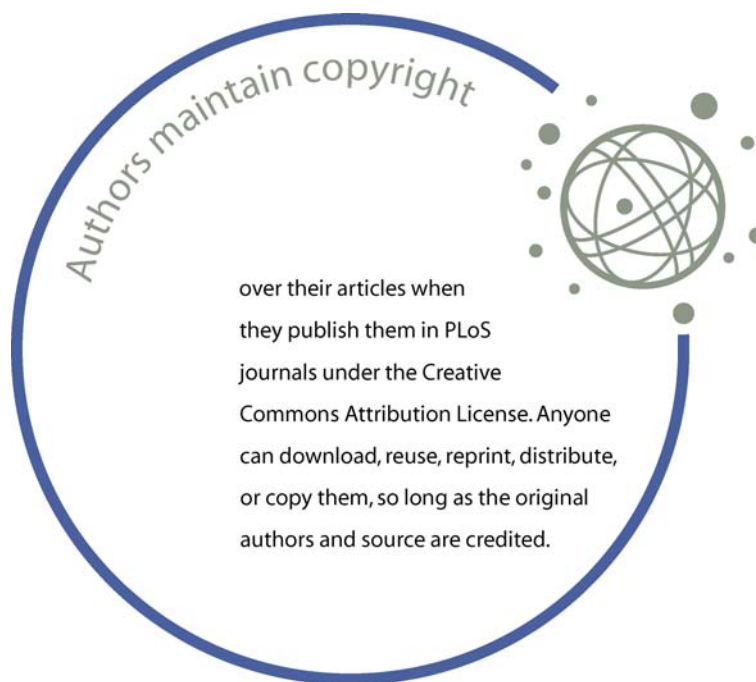 Authors maintain copyright
over their articles when
they publish them in PLoS
journals under the Creative
Commons Attribution License. Anyone
can download, reuse, reprint, distribute,
or copy them, so long as the original
authors and source are credited.